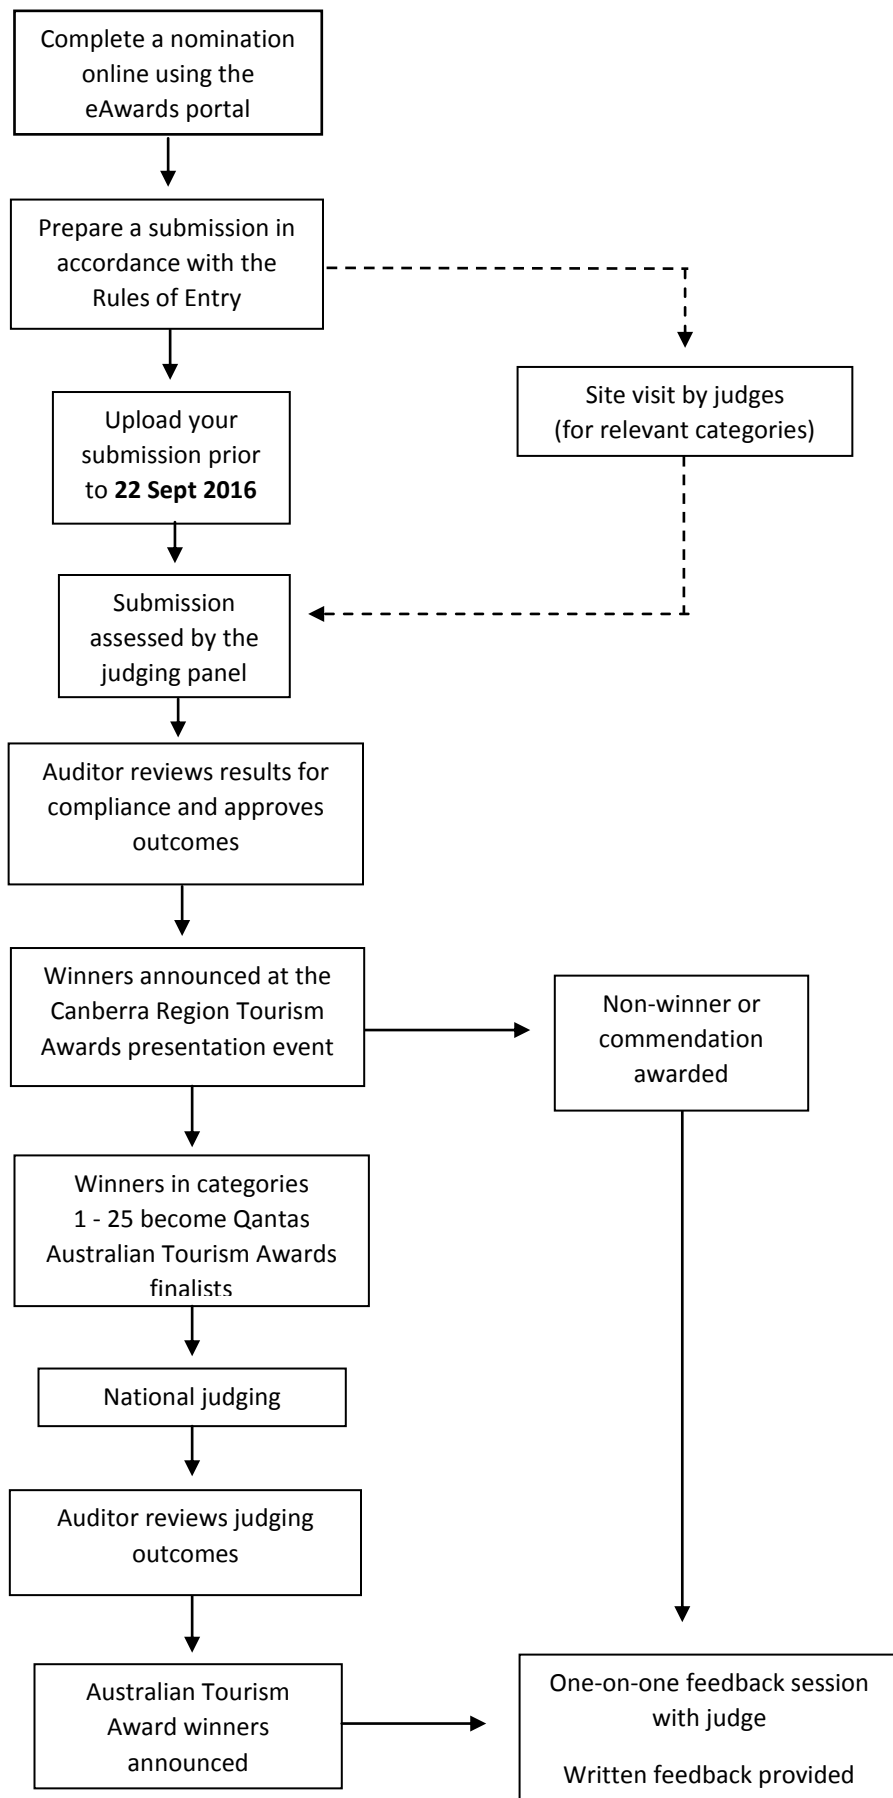 Complete a nomination
online using the
eAwards portal
Prepare a submission in
accordance with the
Rules of Entry
Site visit by judges
(for relevant categories)
Upload your
submission prior
to 22 Sept 2016
Submission
assessed by the
judging panel
Auditor reviews results for
compliance and approves
outcomes
Winners announced at the
Canberra Region Tourism
Awards presentation event
Non-winner or
commendation
awarded
Winners in categories
1 - 25 become Qantas
Australian Tourism Awards
finalists
National judging
Auditor reviews judging
outcomes
Australian Tourism
Award winners
announced
One-on-one feedback session
with judge
Written feedback provided